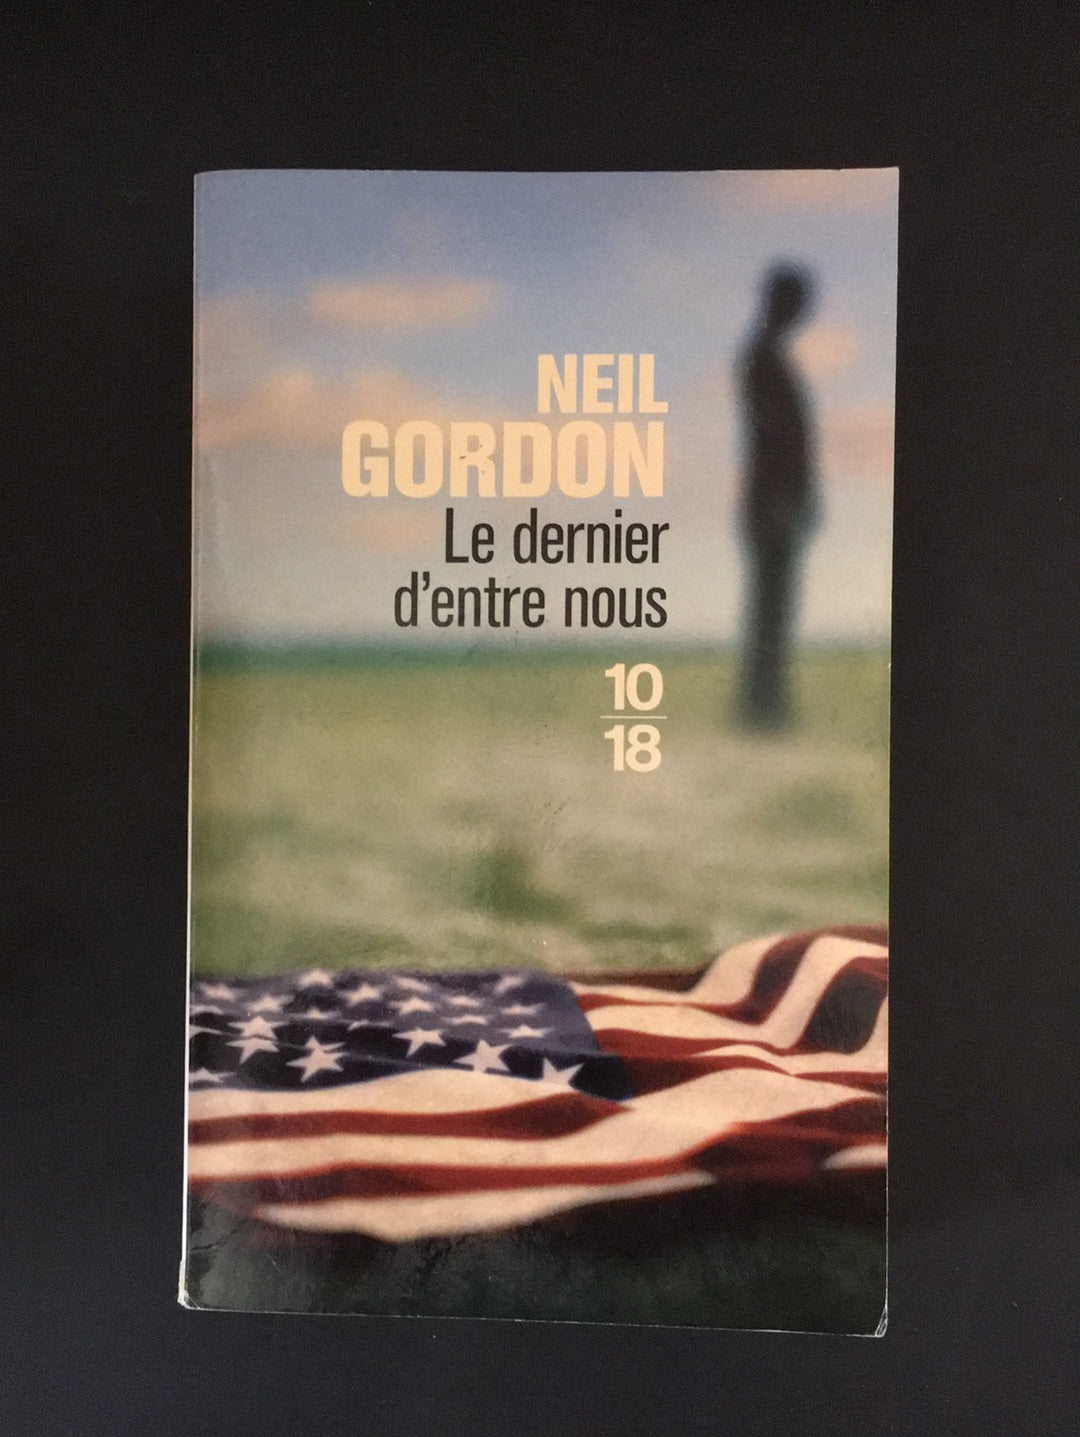 NEIL
GORDON
Le dernier
d'entre nous
10
18